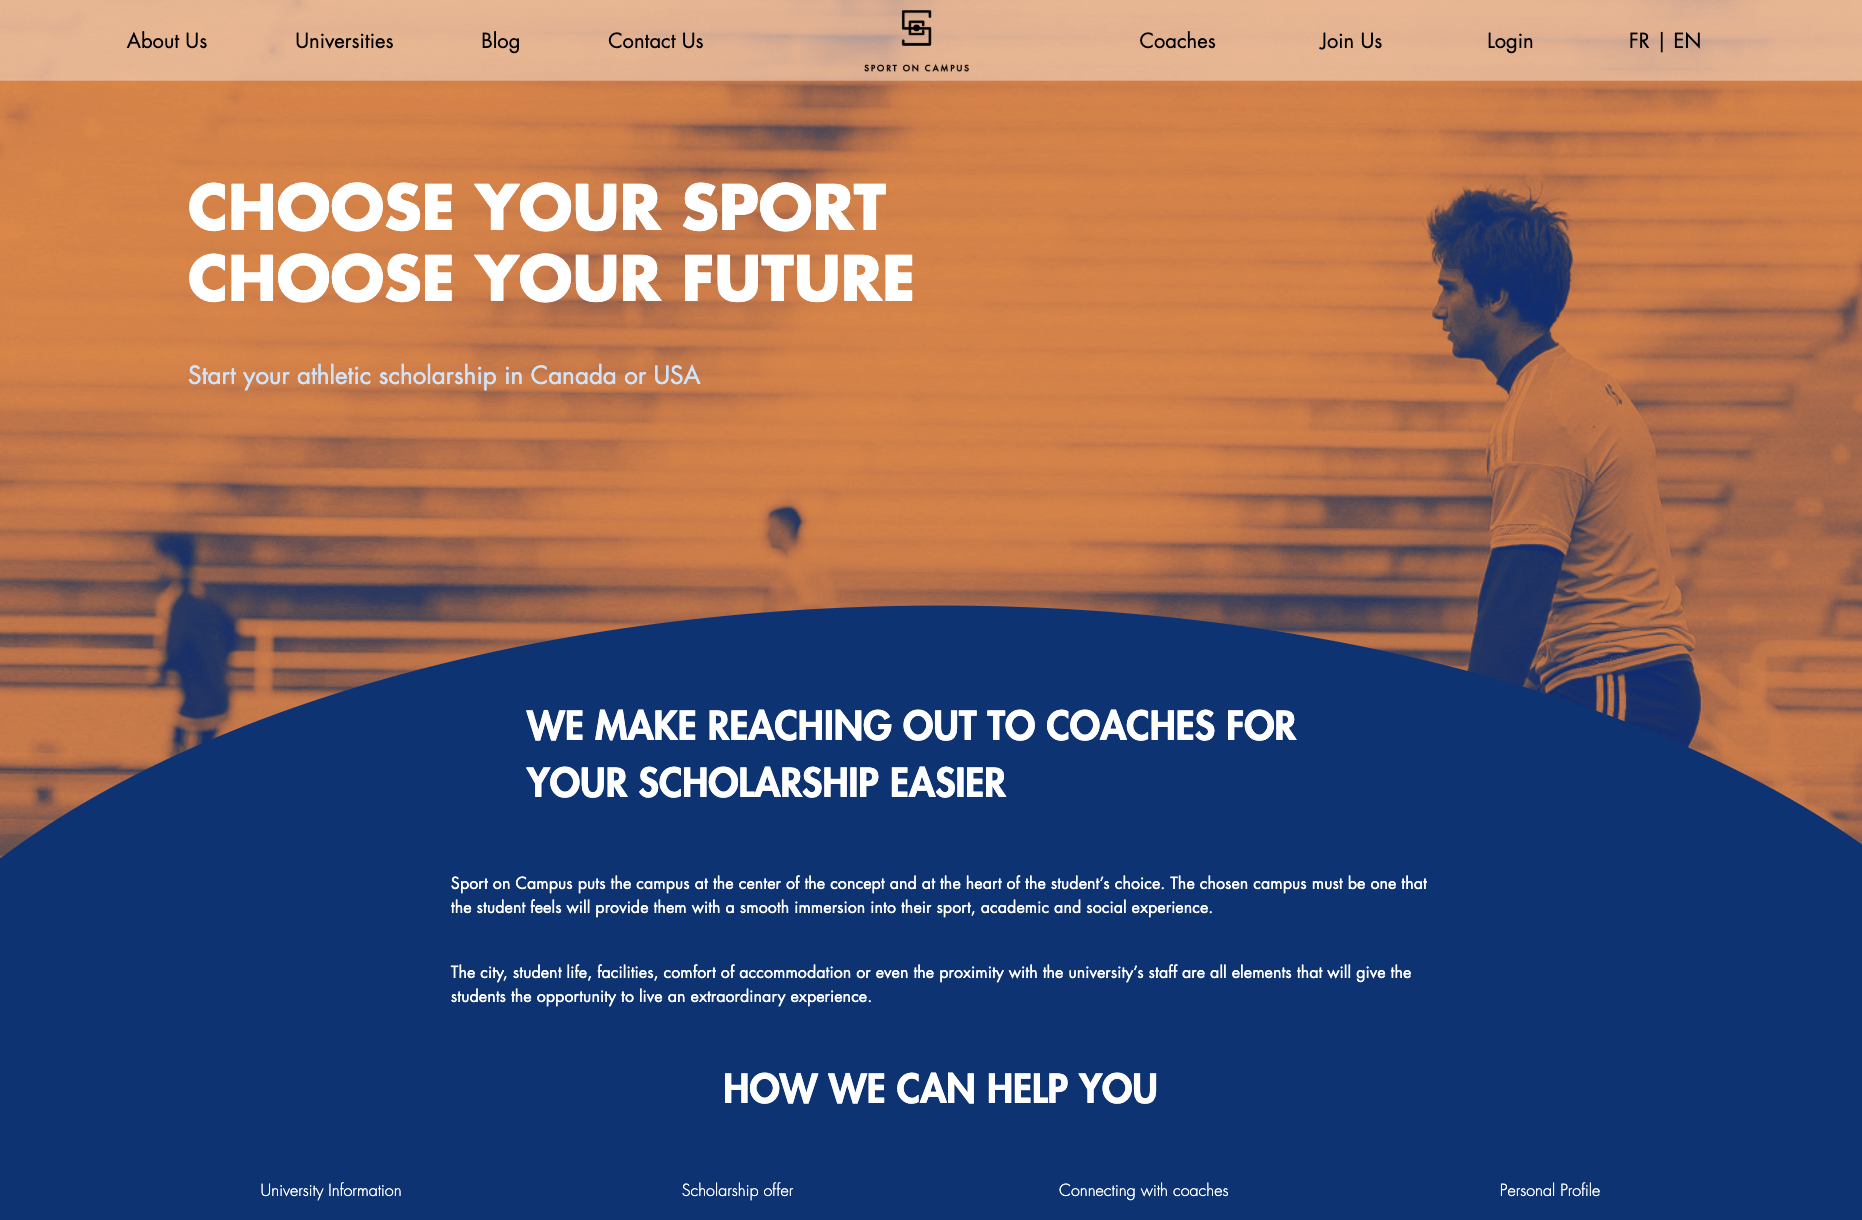 About Us
Universities
Blog
Contact Us
SPORT ON CAMPUS
Coaches
Join Us
Login
FR | EN
CHOOSE YOUR SPORT
CHOOSE YOUR FUTURE
Start your athletic scholarship in Canada or USA
WE MAKE REACHING OUT TO COACHES FOR
YOUR SCHOLARSHIP EASIER
Sport on Campus puts the campus at the center of the concept and at the heart of the student’s choice. The chosen campus must be one that
the student feels will provide them with a smooth immersion into their sport, academic and social experience.
The city, student life, facilities, comfort of accommodation or even the proximity with the university’s staff are all elements that will give the
students the opportunity to live an extraordinary experience.
HOW WE CAN HELP YOU
University Information
Scholarship offer
Connecting with coaches
Personal Profile